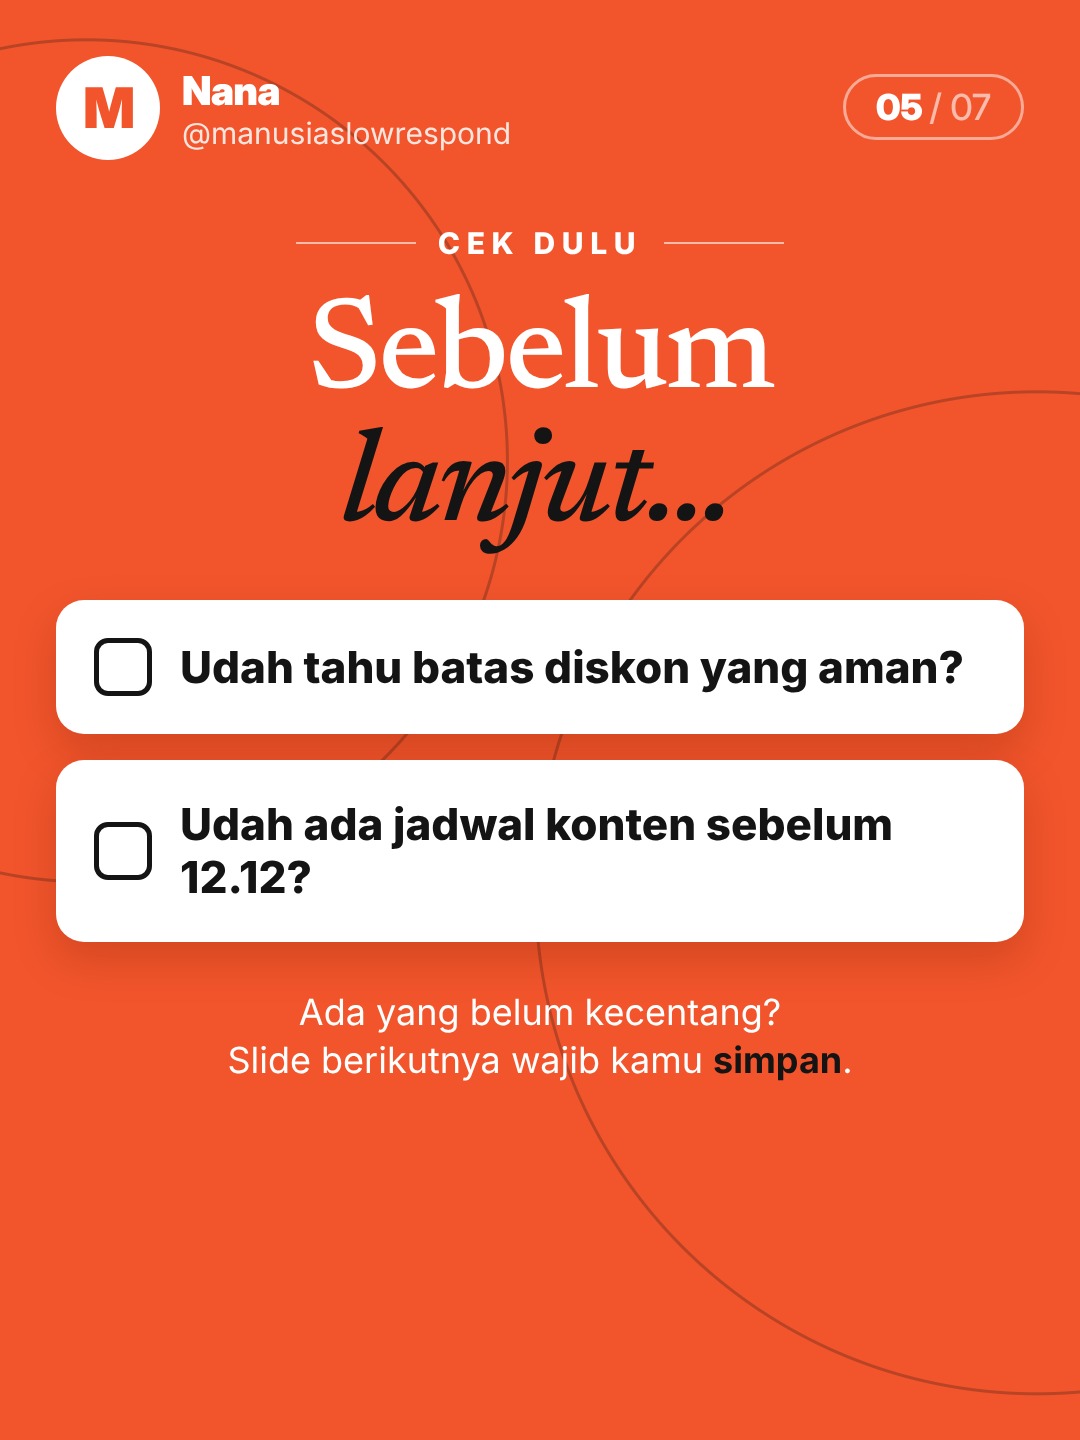 M
Nana
@manusiaslowrespond
05 / 07
CEK DULU
Sebelum
lanjut...
Udah tahu batas diskon yang aman?
Udah ada jadwal konten sebelum
12.12?
Ada yang belum kecentang?
Slide berikutnya wajib kamu simpan.